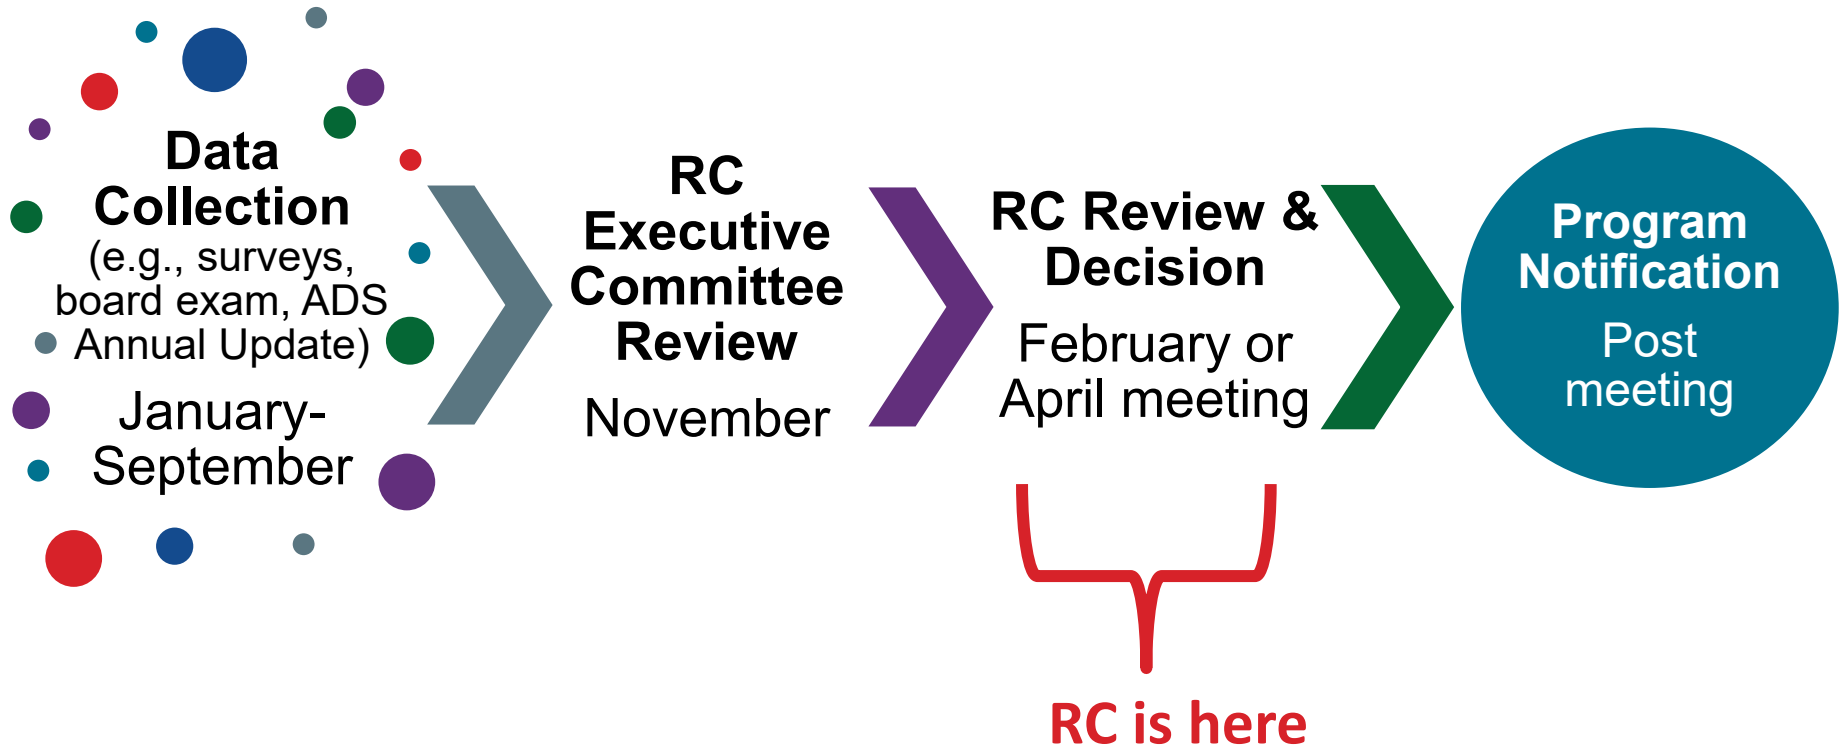 Data
Collection
(e.g., surveys,
board exam, ADS
Annual Update)
January-
September
RC
Executive
Committee
Review
November
RC Review &
Decision
February or
April meeting
Program
Notification
Post
meeting
RC is here